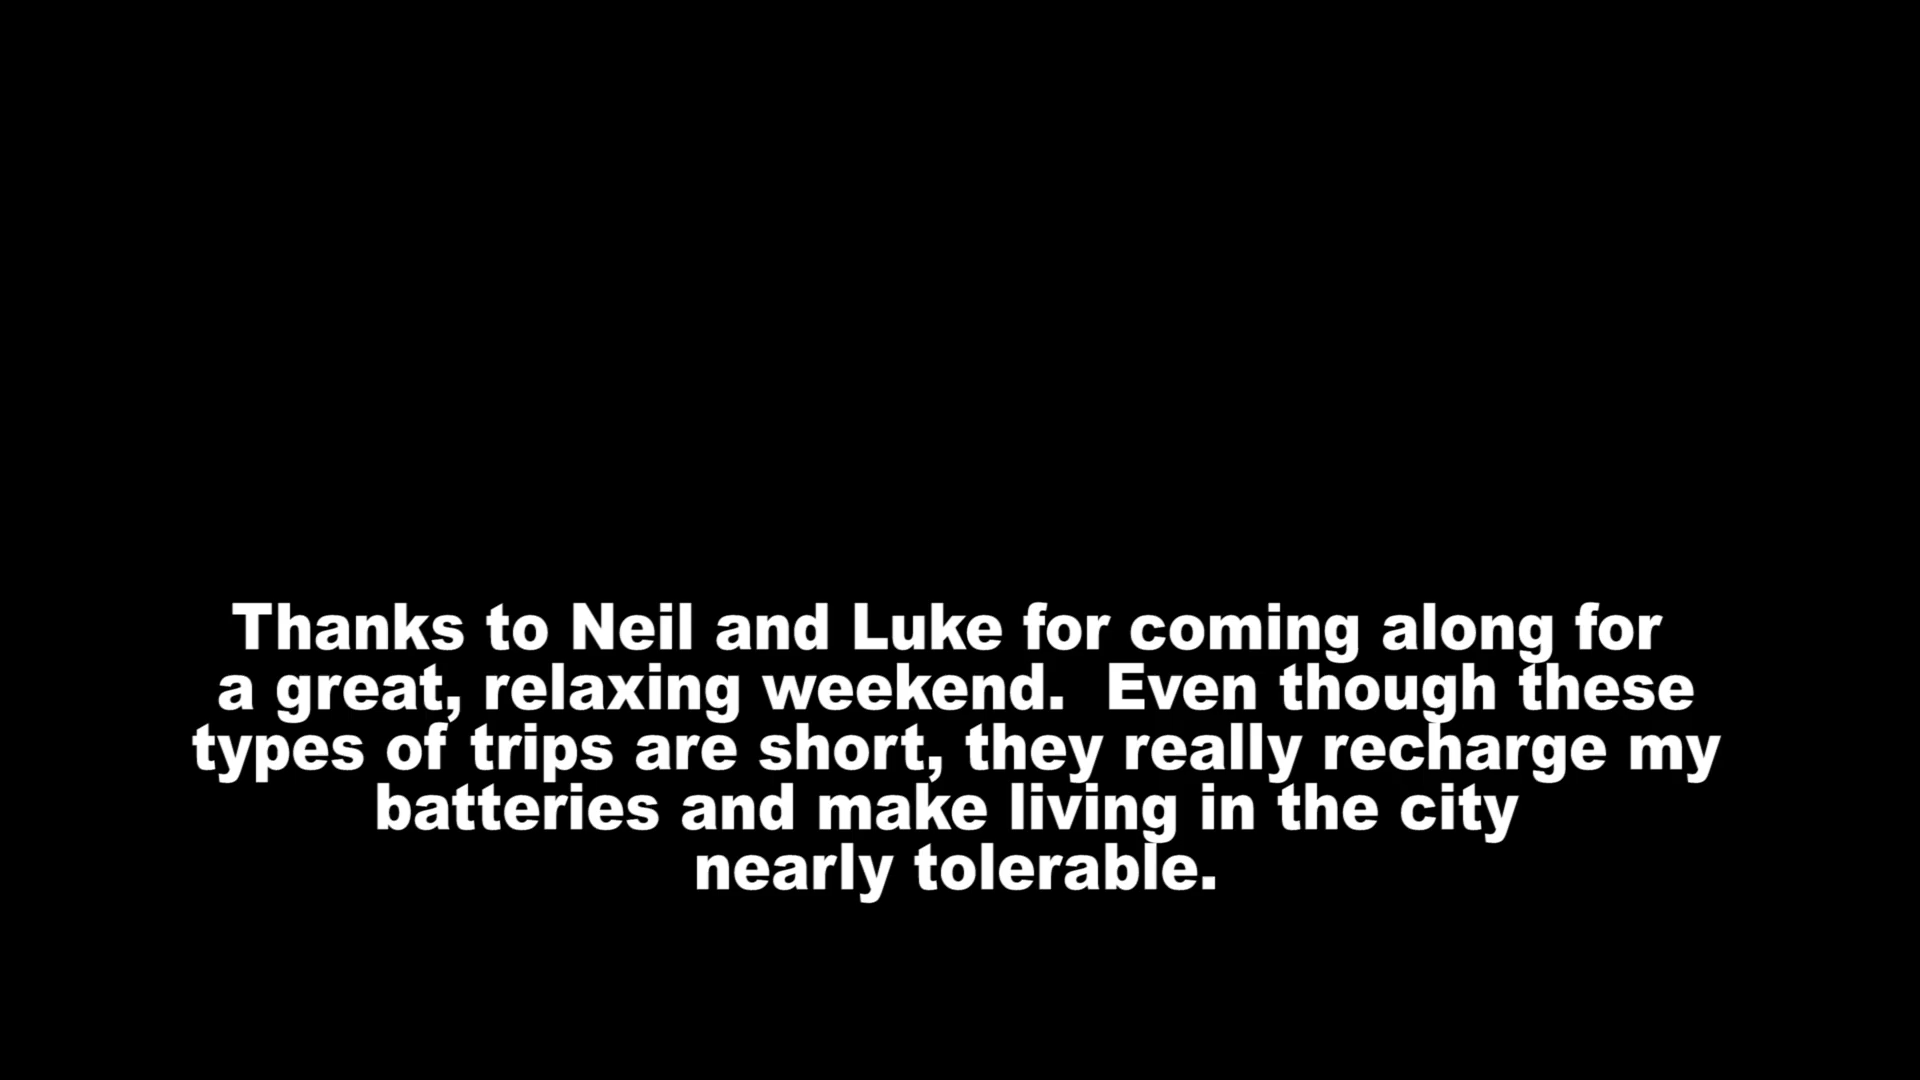 Thanks to Neil and Luke for coming along for
a great, relaxing weekend.  Even though these
types of trips are short, they really recharge my
batteries and make living in the city
nearly tolerable.